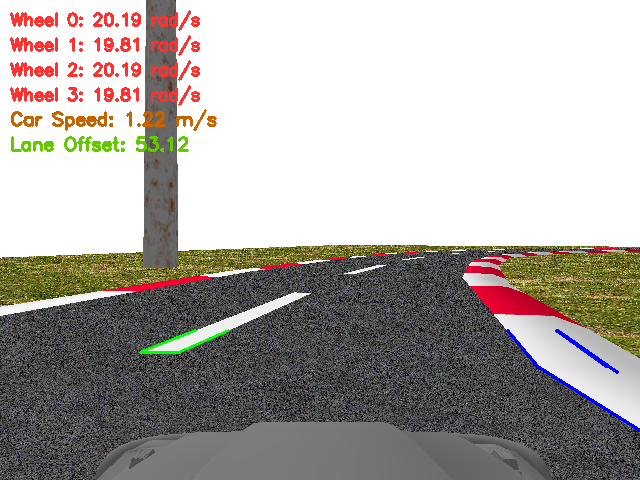 Wheel 0: 20.19 rad/s
Wheel 1: 19.81 rad/s
Wheel 2: 20.19 rad/s
Wheel 3: 19.81 rad/s
Car Speed: 1.22 m/s
Lane Offset: 53.12